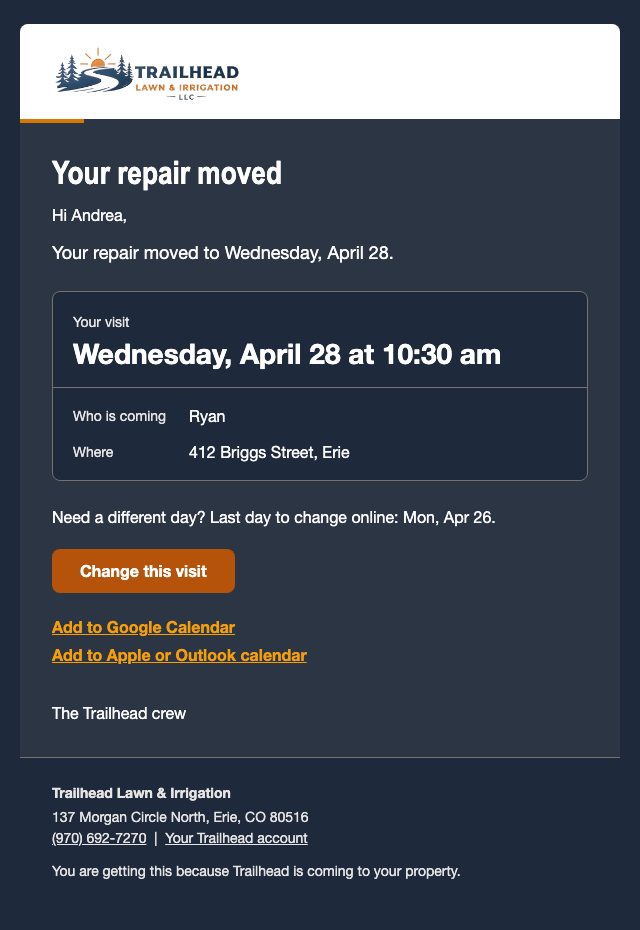 TRAILHEAD
LAWN & IRRIGATION
LLC
Your repair moved
Hi Andrea,
Your repair moved to Wednesday, April 28.
Your visit
Wednesday, April 28 at 10:30 am
Who is coming Ryan
Where 412 Briggs Street, Erie
Need a different day? Last day to change online: Mon, Apr 26.
Change this visit
Add to Google Calendar
Add to Apple or Outlook calendar
The Trailhead crew
Trailhead Lawn & Irrigation
137 Morgan Circle North, Erie, CO 80516
(970) 692-7270 | Your Trailhead account
You are getting this because Trailhead is coming to your property.